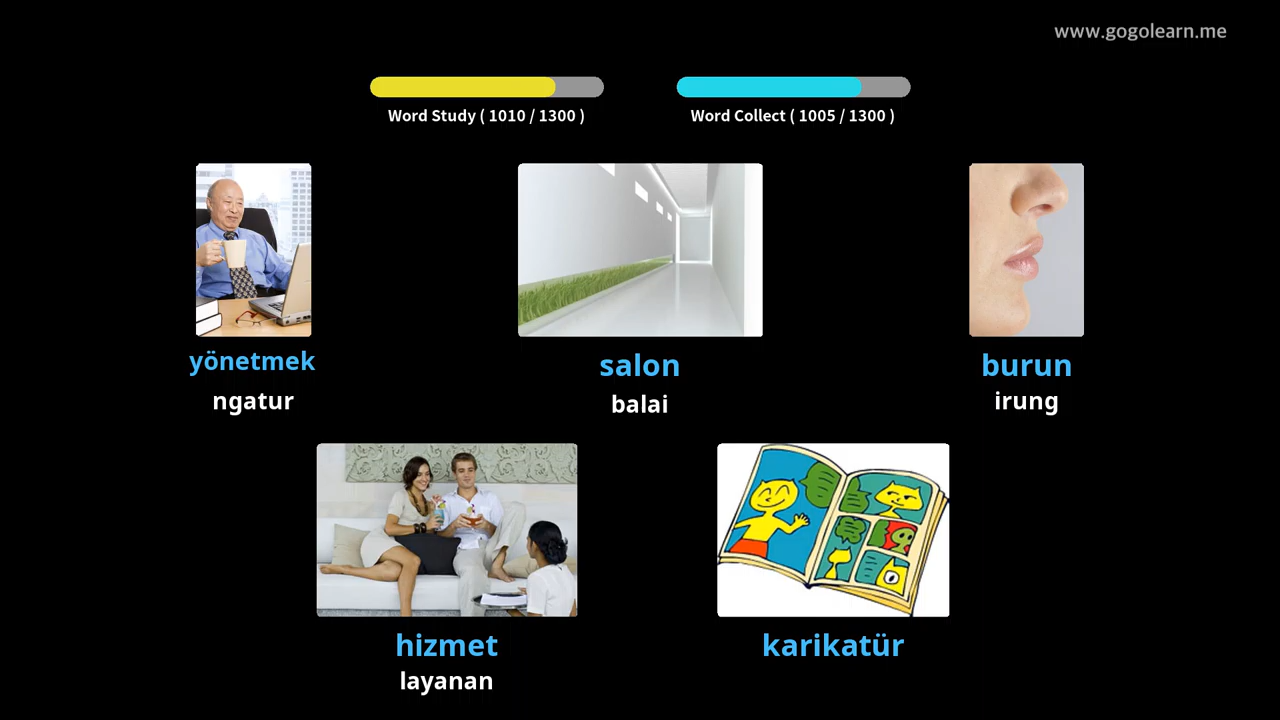 www.gogolearn.me
Word Study ( 1010 / 1300 )
Word Collect ( 1005 / 1300 )
yönetmek
ngatur
salon
balai
burun
irung
hizmet
layanan
karikatür